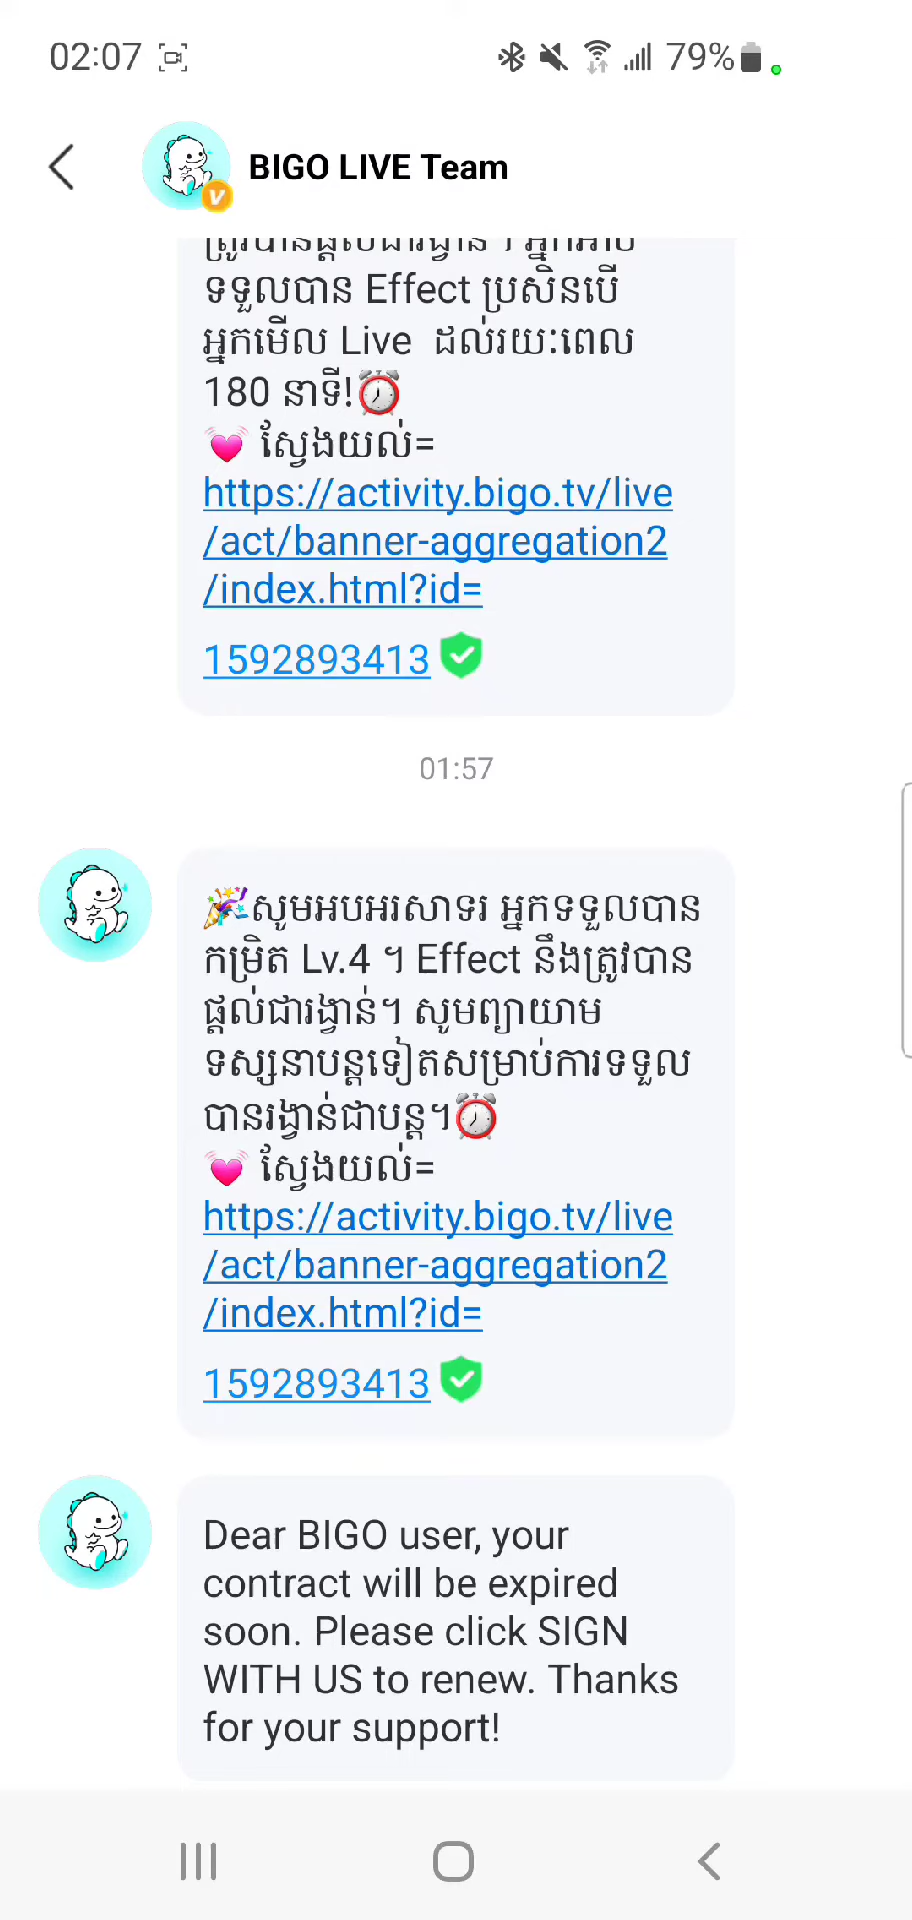 02:07
79%
BIGO LIVE Team
ទទួលបាន Effect ប្រសិនបើ
អ្នកមើល Live ដល់រយៈពេល
180 នាទី!⏰
💓 ស្វែងយល់=
https://activity.bigo.tv/live
/act/banner-aggregation2
/index.html?id=
1592893413
01:57
🎉សូមអបអរសាទរ អ្នកទទួលបាន
កម្រិត Lv.4 ។ Effect នឹងត្រូវបាន
ផ្តល់ជារង្វាន់។ សូមព្យាយាម
ទស្សនាបន្តទៀតសម្រាប់ការទទួល
បានរង្វាន់ជាបន្ត។⏰
💓 ស្វែងយល់=
https://activity.bigo.tv/live
/act/banner-aggregation2
/index.html?id=
1592893413
Dear BIGO user, your
contract will be expired
soon. Please click SIGN
WITH US to renew. Thanks
for your support!